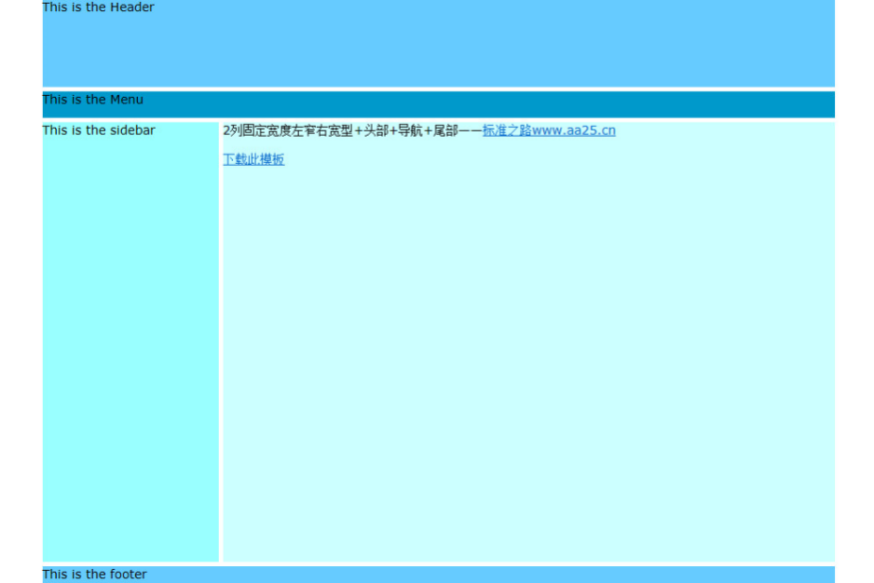 This is the Header
This is the Menu
This is the sidebar
2列固定宽度左窄右宽型+头部+导航+尾部——标准之路www.aa25.cn
下载此模板
This is the footer